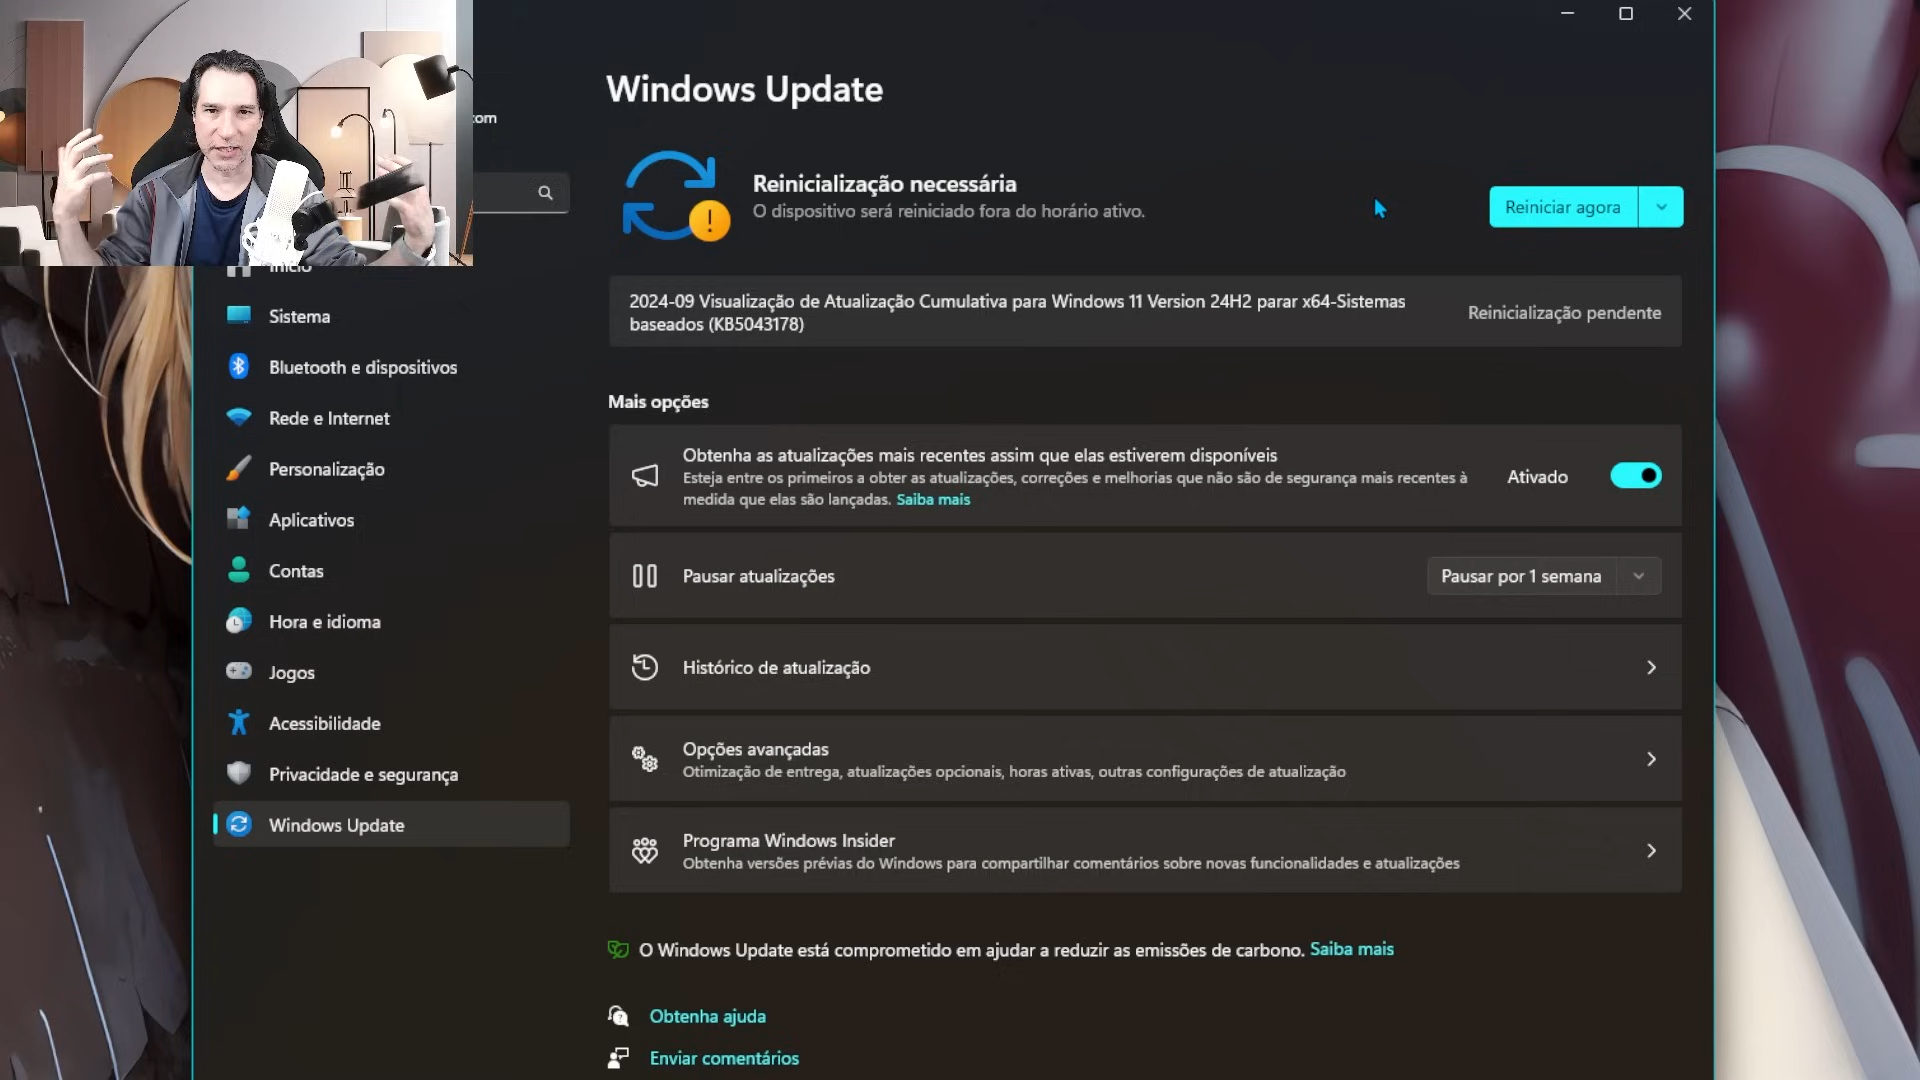 Windows Update
com
Reinicialização necessária
O dispositivo será reiniciado fora do horário ativo.
Reiniciar agora
Início
Sistema
Bluetooth e dispositivos
Rede e Internet
Personalização
Aplicativos
Contas
Hora e idioma
Jogos
Acessibilidade
Privacidade e segurança
Windows Update
2024-09 Visualização de Atualização Cumulativa para Windows 11 Version 24H2 parar x64-Sistemas
baseados (KB5043178)
Reinicialização pendente
Mais opções
Obtenha as atualizações mais recentes assim que elas estiverem disponíveis
Esteja entre os primeiros a obter as atualizações, correções e melhorias que não são de segurança mais recentes à
medida que elas são lançadas. Saiba mais
Ativado
Pausar atualizações
Pausar por 1 semana
Histórico de atualização
Opções avançadas
Otimização de entrega, atualizações opcionais, horas ativas, outras configurações de atualização
Programa Windows Insider
Obtenha versões prévias do Windows para compartilhar comentários sobre novas funcionalidades e atualizações
O Windows Update está comprometido em ajudar a reduzir as emissões de carbono. Saiba mais
Obtenha ajuda
Enviar comentários